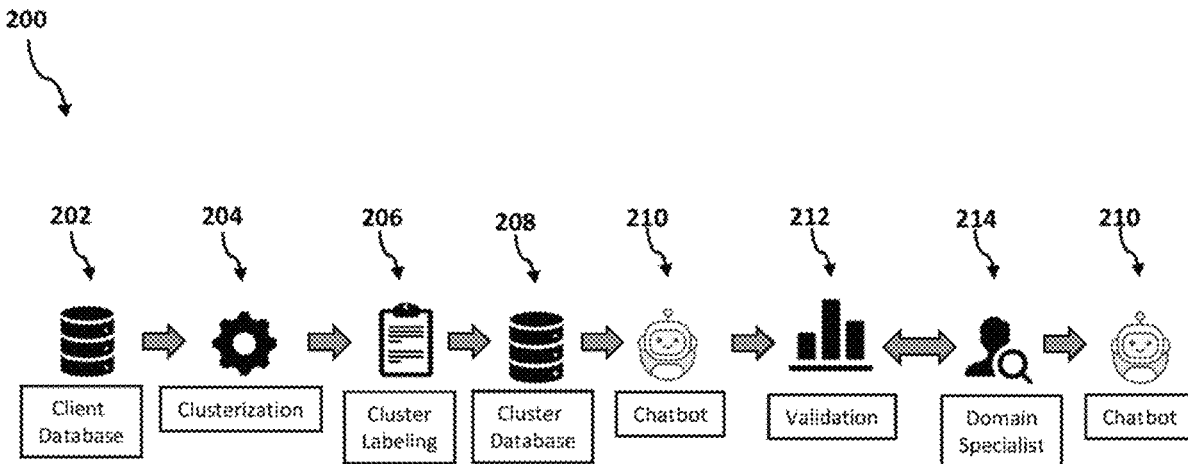 200
202
204
206
208
210
212
214
210
Client
Database
Clusterization
Cluster
Labeling
Cluster
Database
Chatbot
Validation
Domain
Specialist
Chatbot